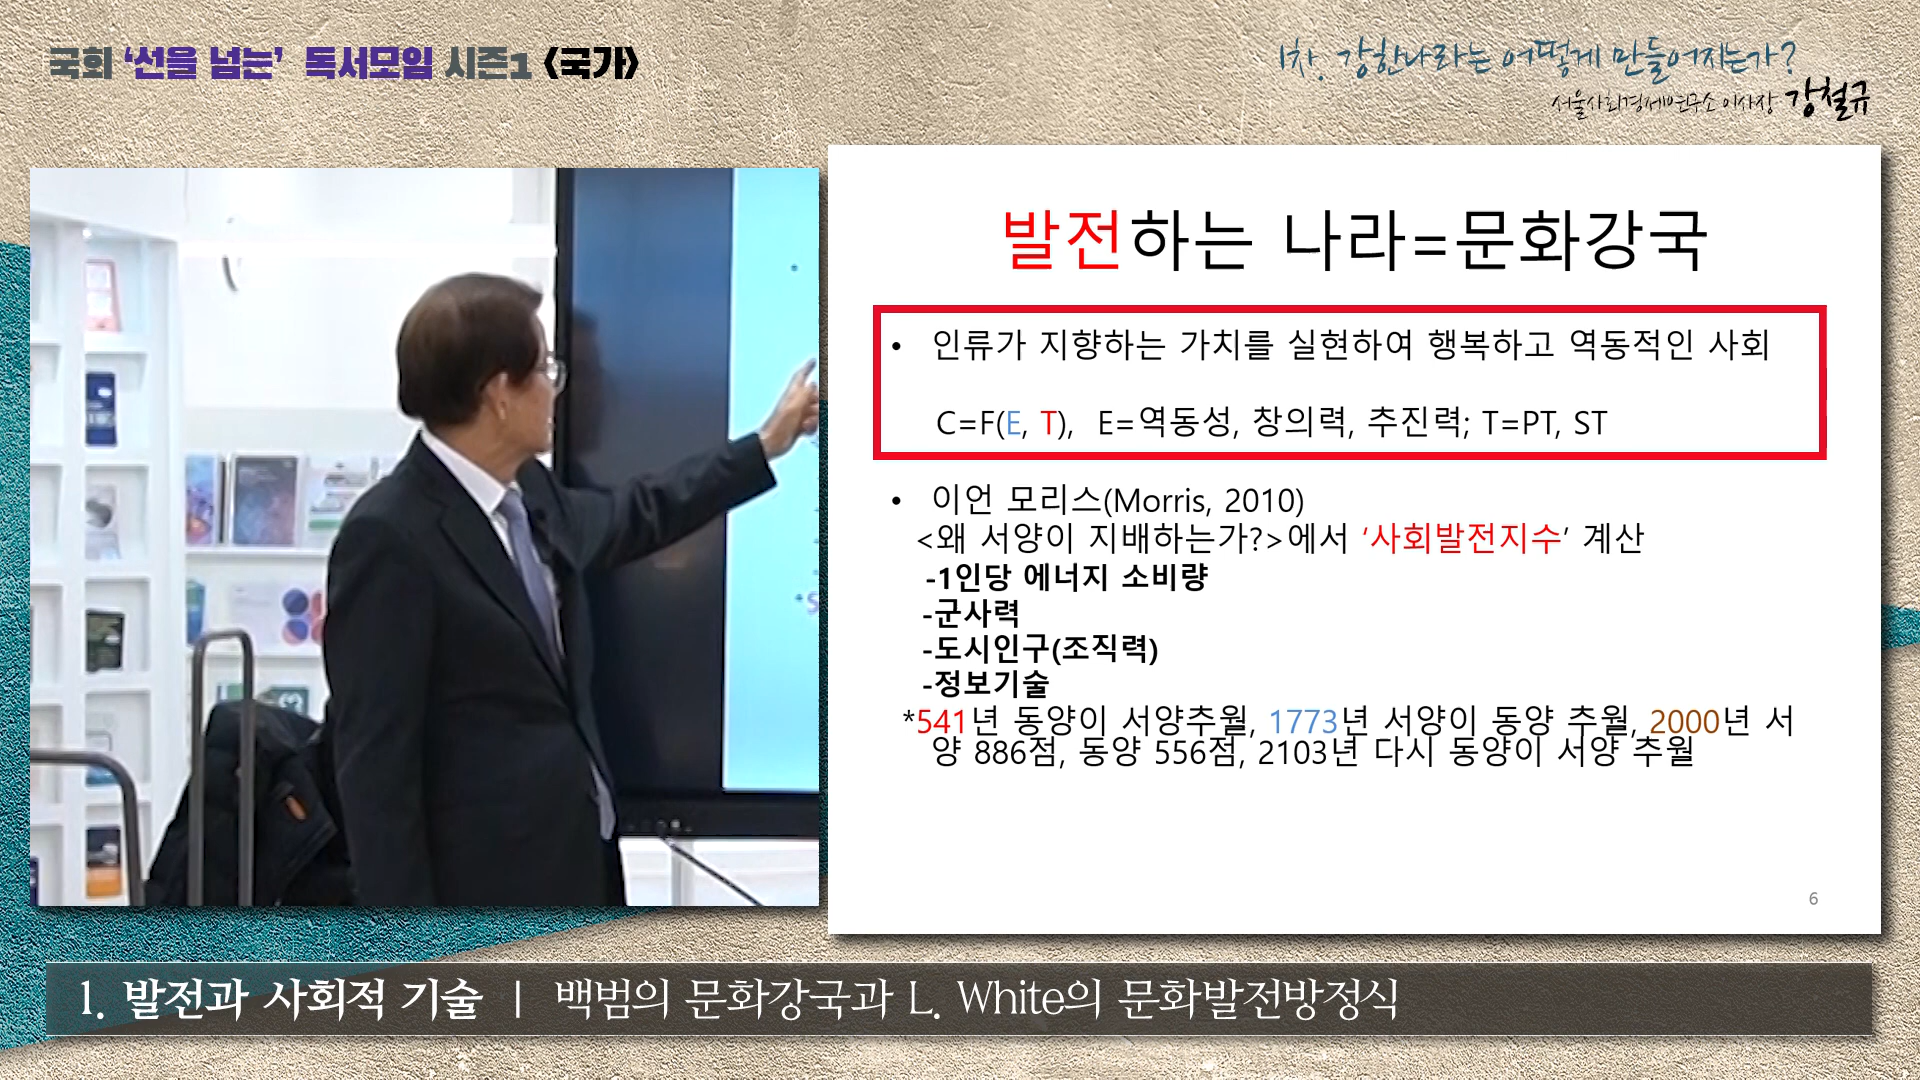 국회 ‘선을 넘는’ 독서모임 시즌1 <국가>
1차. 강한나라는 어떻게 만들어지는가?
서울사회경제연구소 이사장 강철규
발전하는 나라=문화강국
• 인류가 지향하는 가치를 실현하여 행복하고 역동적인 사회
C=F(E, T), E=역동성, 창의력, 추진력; T=PT, ST
• 이언 모리스(Morris, 2010)
<왜 서양이 지배하는가?>에서 ‘사회발전지수’ 계산
-1인당 에너지 소비량
-군사력
-도시인구(조직력)
-정보기술
*541년 동양이 서양추월, 1773년 서양이 동양 추월, 2000년 서
양 886점, 동양 556점, 2103년 다시 동양이 서양 추월
6
1. 발전과 사회적 기술 | 백범의 문화강국과 L. White의 문화발전방정식